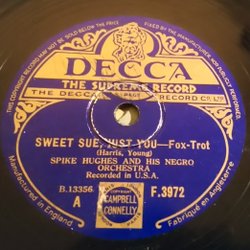 DECCA
THE SUPREME RECORD
THE DECCA RECORD CO. LTD.
SWEET SUE, JUST YOU—Fox-Trot
(Harris, Young)
SPIKE HUGHES AND HIS NEGRO
ORCHESTRA
Recorded in U.S.A.
B.13356
A
F.3972
COPYRIGHT
CAMPBELL
CONNELLY
Manufactured in England
Fabriqué en Angleterre